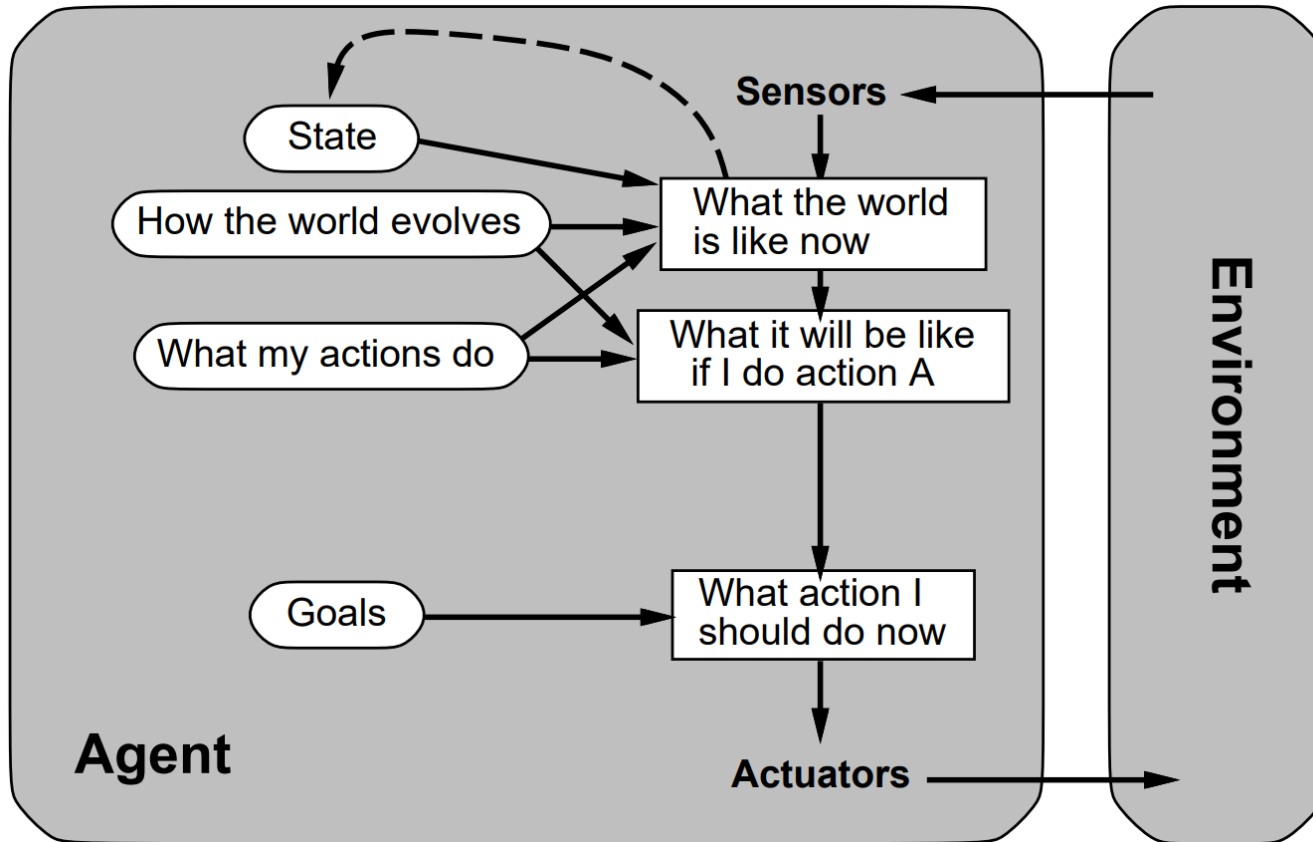 Sensors
State
What the world
is like now
How the world evolves
What it will be like
if I do action A
What my actions do
What action I
should do now
Goals
Agent
Actuators
Environment